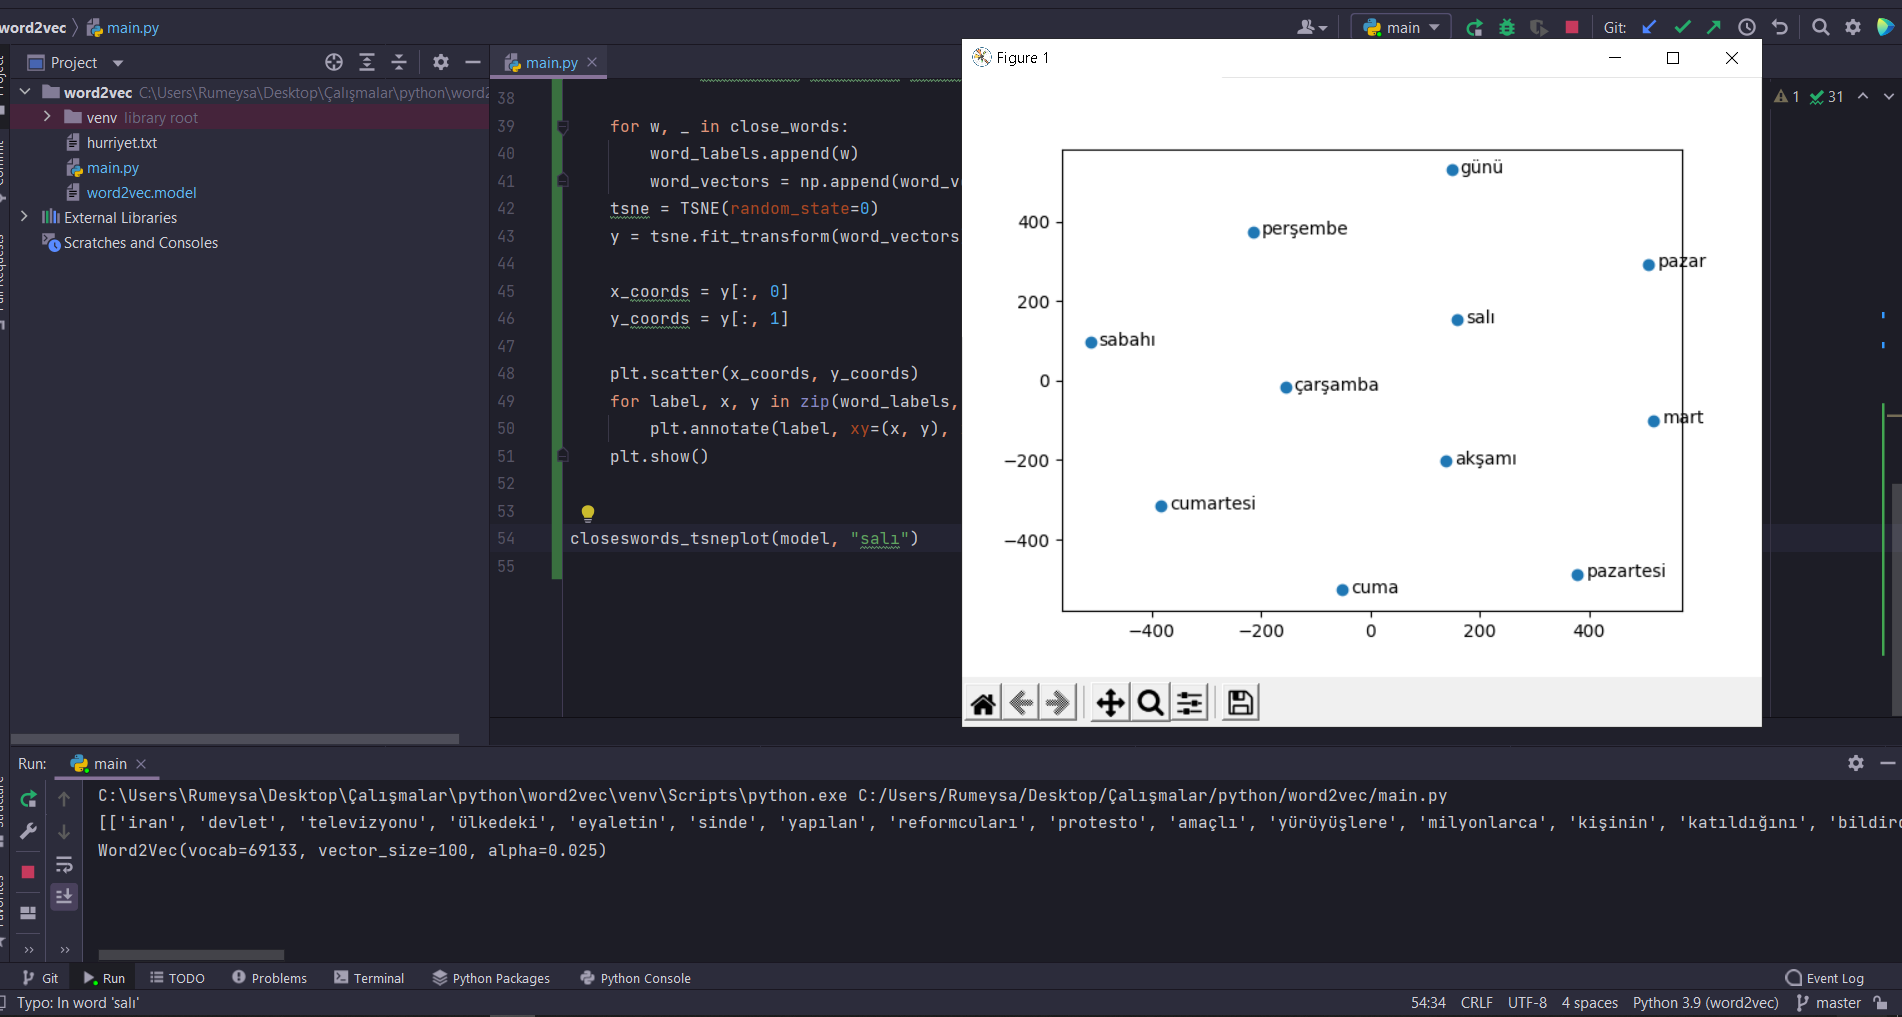 word2vec 〉 main.py
main
Git:
Project
main.py
Figure 1
word2vec C:\Users\Rumeysa\Desktop\Çalışmalar\python\word2
venv library root
hurriyet.txt
main.py
word2vec.model
External Libraries
Scratches and Consoles
1 31
38
39 for w, _ in close_words:
40 word_labels.append(w)
41 word_vectors = np.append(word_v
42 tsne = TSNE(random_state=0)
43 y = tsne.fit_transform(word_vectors
44
45 x_coords = y[:, 0]
46 y_coords = y[:, 1]
47
48 plt.scatter(x_coords, y_coords)
49 for label, x, y in zip(word_labels,
50 plt.annotate(label, xy=(x, y),
51 plt.show()
52
53
54 closeswords_tsneplot(model, "salı")
55
günü
400
perşembe
pazar
200
salı
sabahı
0
çarşamba
mart
−200
akşamı
cumartesi
−400
pazartesi
cuma
−400 −200 0 200 400
Run: main
C:\Users\Rumeysa\Desktop\Çalışmalar\python\word2vec\venv\Scripts\python.exe C:/Users/Rumeysa/Desktop/Çalışmalar/python/word2vec/main.py
[['iran', 'devlet', 'televizyonu', 'ülkedeki', 'eyaletin', 'sinde', 'yapılan', 'reformcuları', 'protesto', 'amaçlı', 'yürüyüşlere', 'milyonlarca', 'kişinin', 'katıldığını', 'bildirc
Word2Vec(vocab=69133, vector_size=100, alpha=0.025)
Git Run TODO Problems Terminal Python Packages Python Console Event Log
Typo: In word 'salı' 54:34 CRLF UTF-8 4 spaces Python 3.9 (word2vec) master